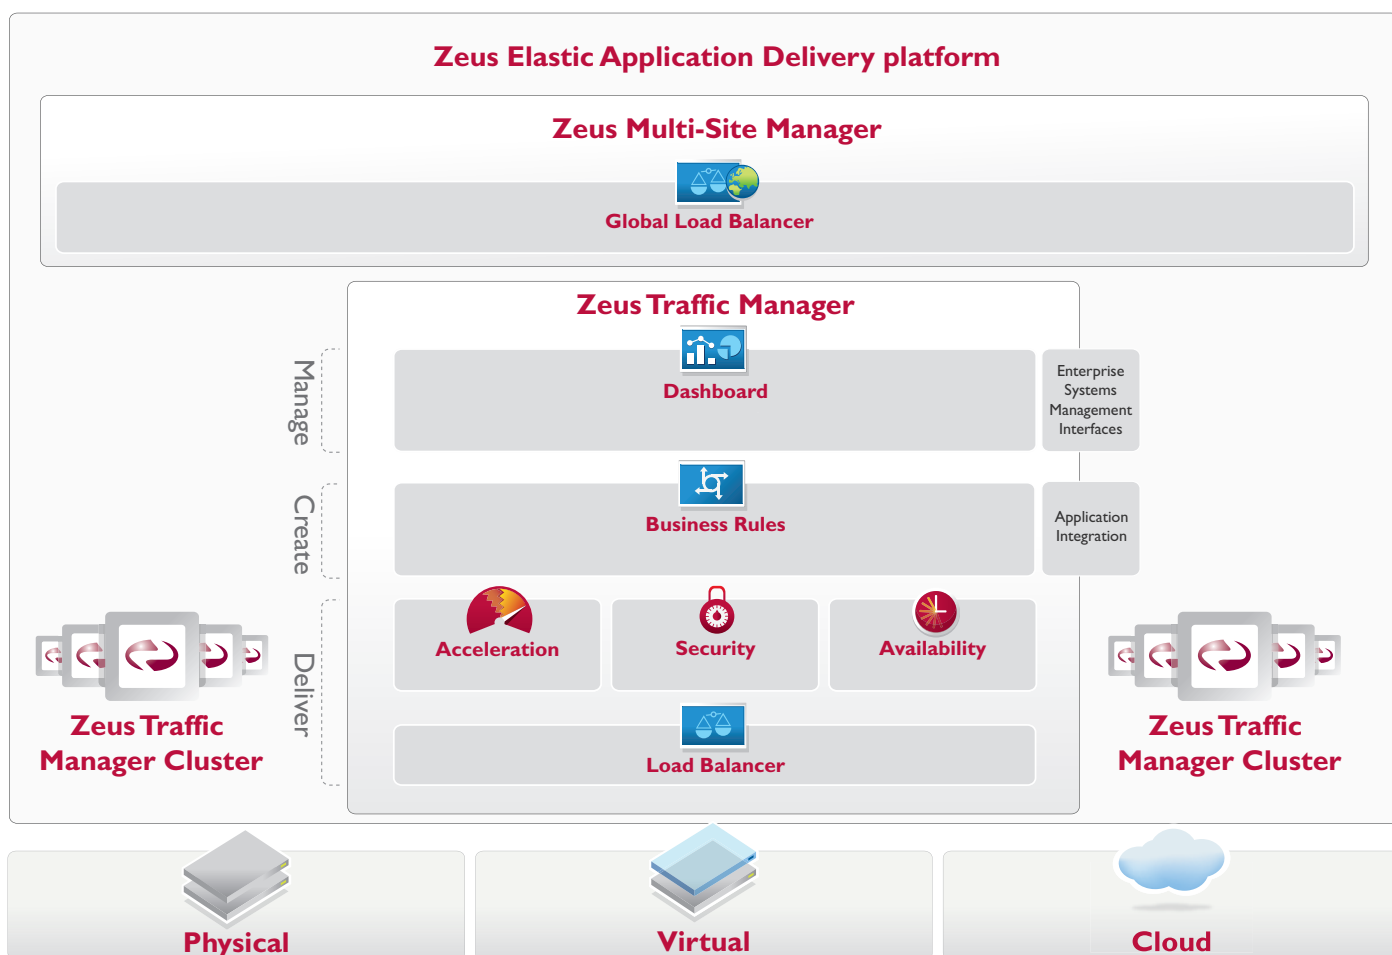 Zeus Elastic Application Delivery platform
Zeus Multi-Site Manager
Global Load Balancer
Zeus Traffic Manager
Manage
Dashboard
Enterprise
Systems
Management
Interfaces
Create
Business Rules
Application
Integration
Deliver
Acceleration
Security
Availability
Load Balancer
Zeus Traffic
Manager Cluster
Zeus Traffic
Manager Cluster
Physical
Virtual
Cloud